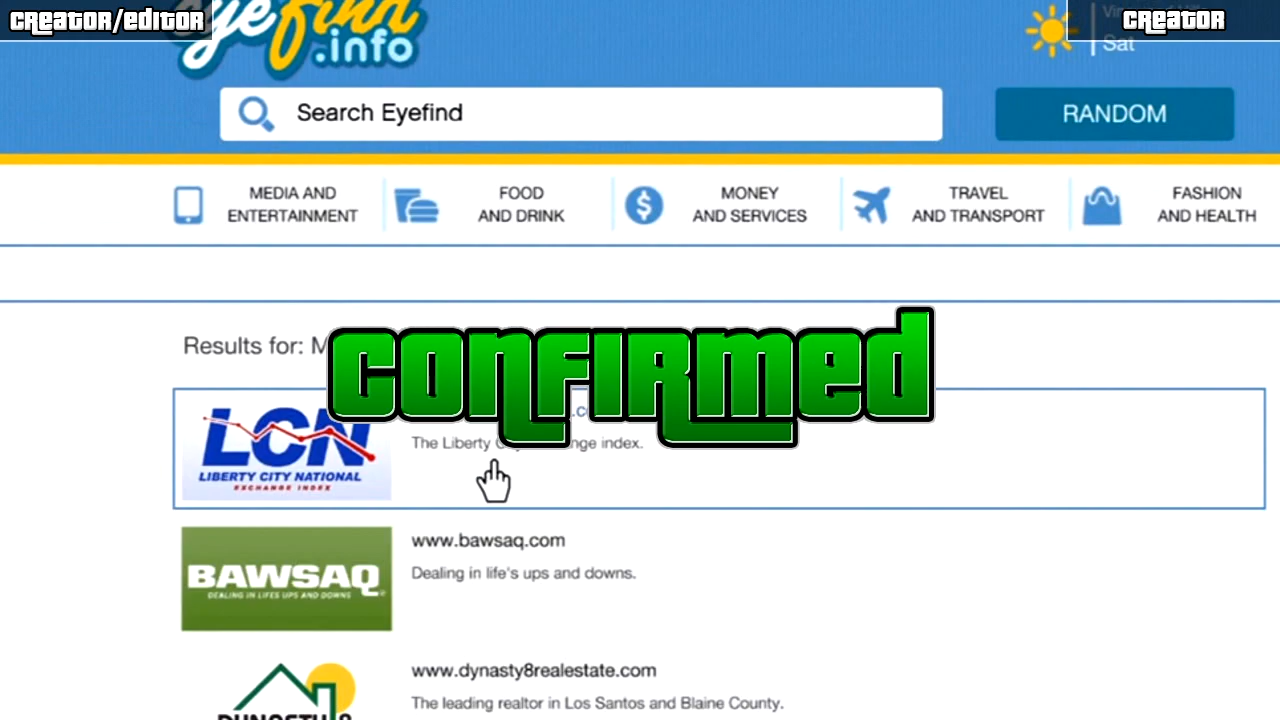 CREATOR/EDITOR
CREATOR
eyefind
.info
Sat
Search Eyefind
RANDOM
MEDIA AND
ENTERTAINMENT
FOOD
AND DRINK
MONEY
AND SERVICES
TRAVEL
AND TRANSPORT
FASHION
AND HEALTH
Results for: M
CONFIRMED
LCN
LIBERTY CITY NATIONAL
EXCHANGE INDEX
The Liberty index.
www.bawsaq.com
BAWSAQ
DEALING IN LIFES UPS AND DOWNS
Dealing in life's ups and downs.
www.dynasty8realestate.com
DYNASTY 8
The leading realtor in Los Santos and Blaine County.